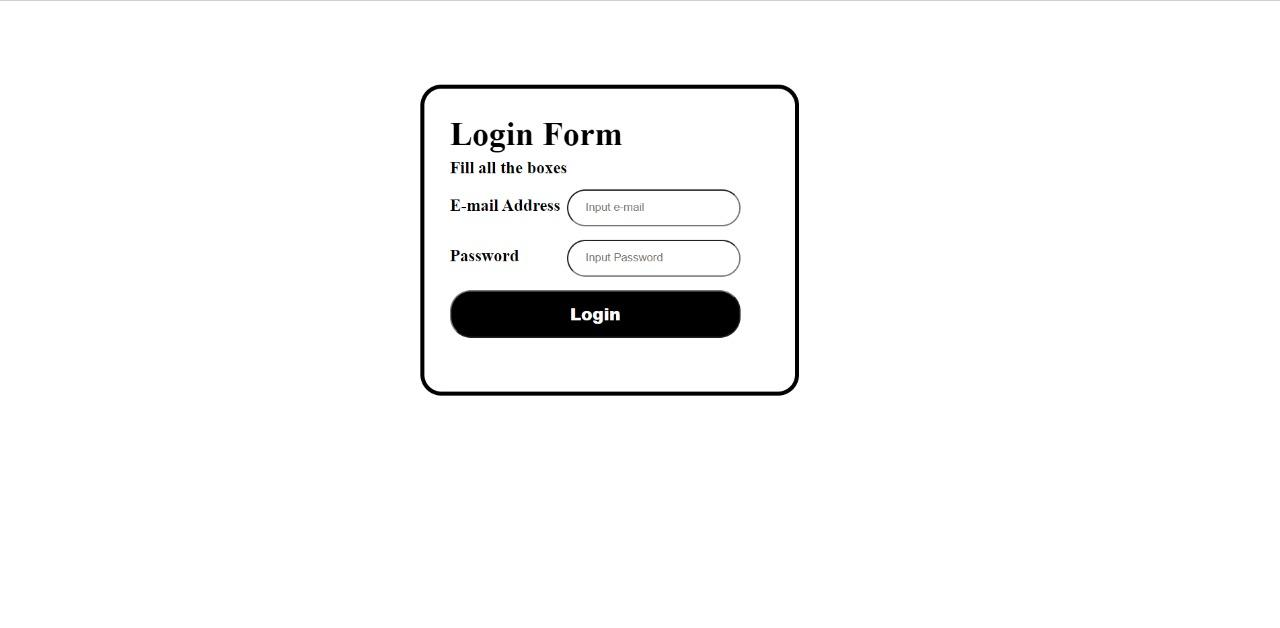 Login Form
Fill all the boxes
E-mail Address Input e-mail
Password Input Password
Login